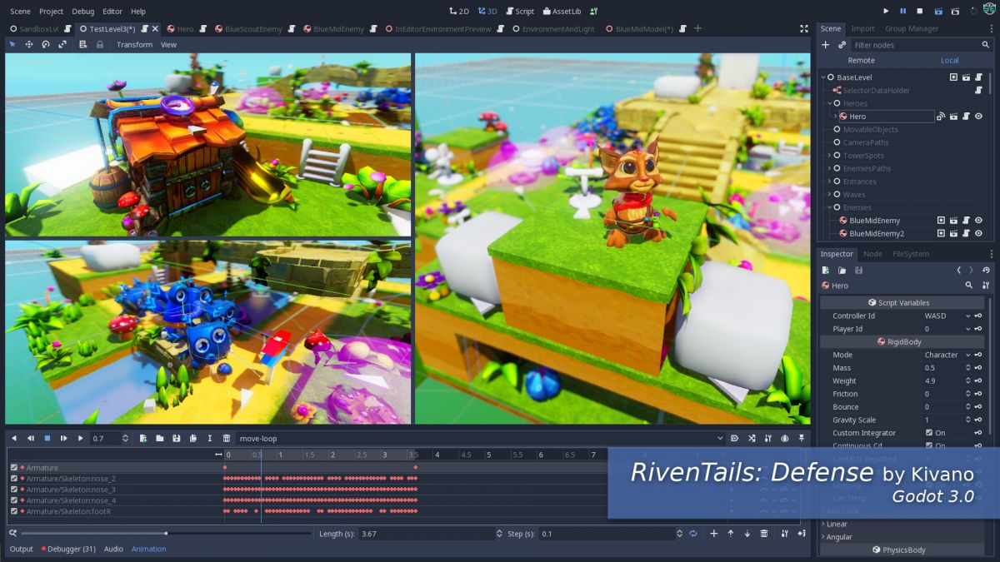 Scene Project Debug Editor Help 2D 3D Script AssetLib
SandboxLvl TestLevel3(*) Hero BlueScoutEnemy BlueMidEnemy InEditorEnvironmentPreview EnvironmentAndLight BlueMidModel(*)
Transform View
Scene Import Group Manager
Filter nodes
Remote Local
BaseLevel
SelectorDataHolder
Heroes
Hero
MovableObjects
CameraPaths
TowerSpots
EnemiesPaths
Entrances
Waves
Enemies
BlueMidEnemy
BlueMidEnemy2
Inspector Node FileSystem
Hero
Script Variables
Controller Id WASD
Player Id 0
RigidBody
Mode Character
Mass 0.5
Weight 4.9
Friction 0
Bounce 0
Gravity Scale 1
Custom Integrator On
Continuous Cd On
Contacts Reported
Can Sleep
Axis Lock
Linear
Angular
PhysicsBody
0.7 move-loop
0 0.5 1 1.5 2 2.5 3 3.5 4 4.5 5 5.5 6 6.5 7
Armature
Armature/Skeleton:nose_2
Armature/Skeleton:nose_3
Armature/Skeleton:nose_4
Armature/Skeleton:footR
RivenTails: Defense by Kivano
Godot 3.0
Length (s): 3.67 Step (s): 0.1
Output Debugger (31) Audio Animation